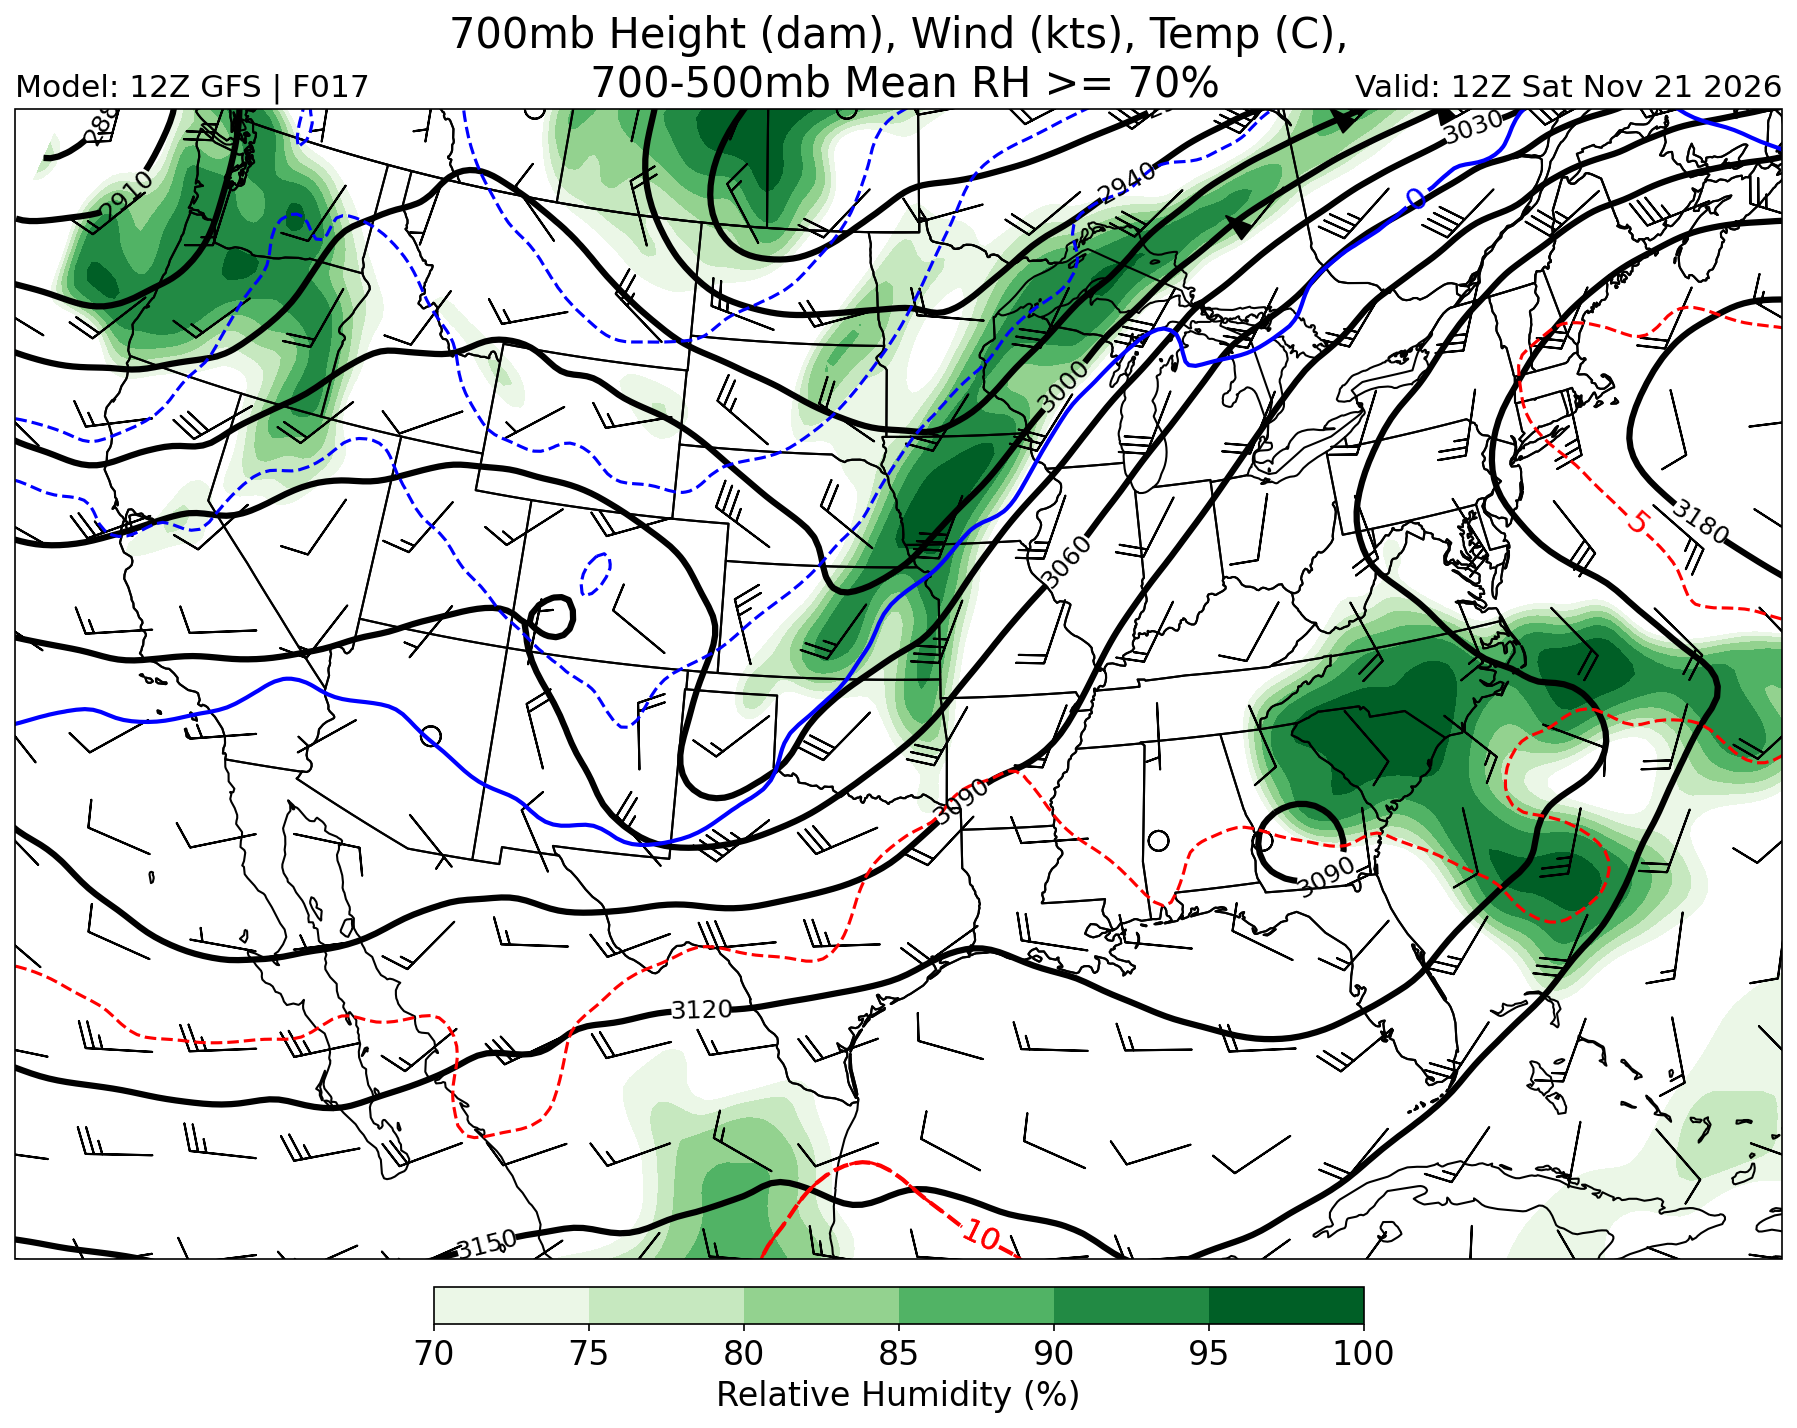 700mb Height (dam), Wind (kts), Temp (C),
Model: 12Z GFS | F017
700-500mb Mean RH >= 70%
Valid: 12Z Sat Nov 21 2026
3030
2940
2910
0
3000
3180
5
3060
3090
3090
3120
10
3150
70 75 80 85 90 95 100
Relative Humidity (%)